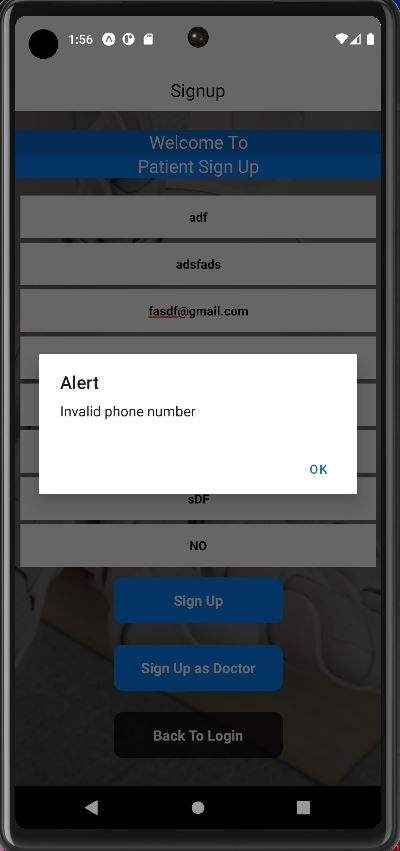 1:56
Signup
Welcome To
Patient Sign Up
adf
adsfads
fasdf@gmail.com
Alert
Invalid phone number
OK
sDF
NO
Sign Up
Sign Up as Doctor
Back To Login